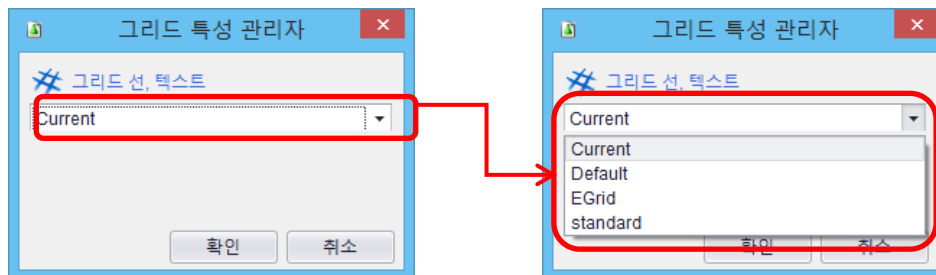 그리드 특성 관리자
그리드 선, 텍스트
Current
확인
취소
그리드 특성 관리자
그리드 선, 텍스트
Current
Current
Default
EGrid
standard
확인
취소